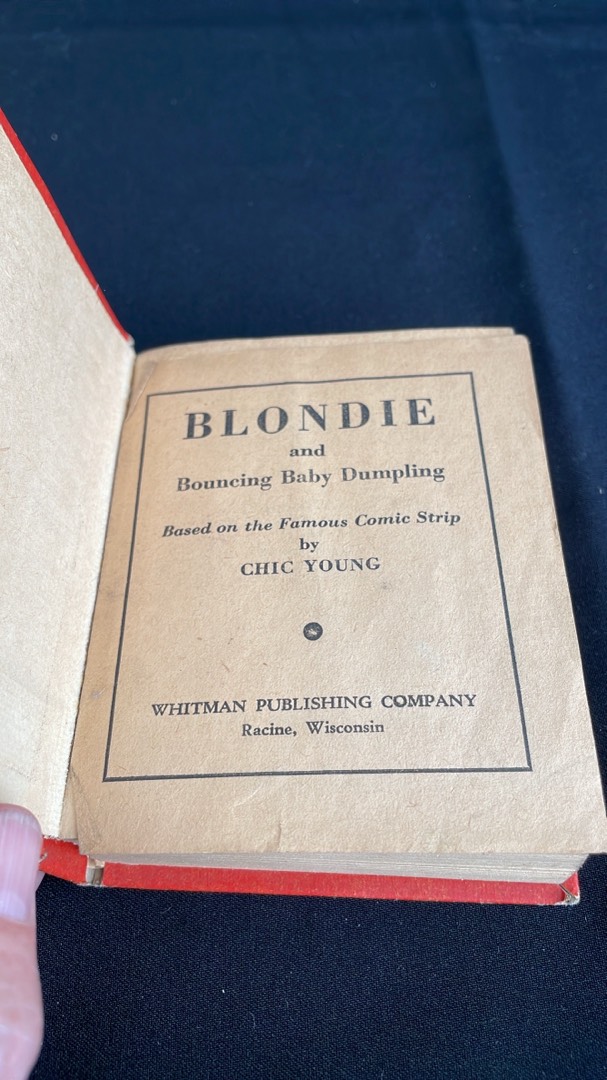 BLONDIE
and
Bouncing Baby Dumpling
Based on the Famous Comic Strip
by
CHIC YOUNG
WHITMAN PUBLISHING COMPANY
Racine, Wisconsin